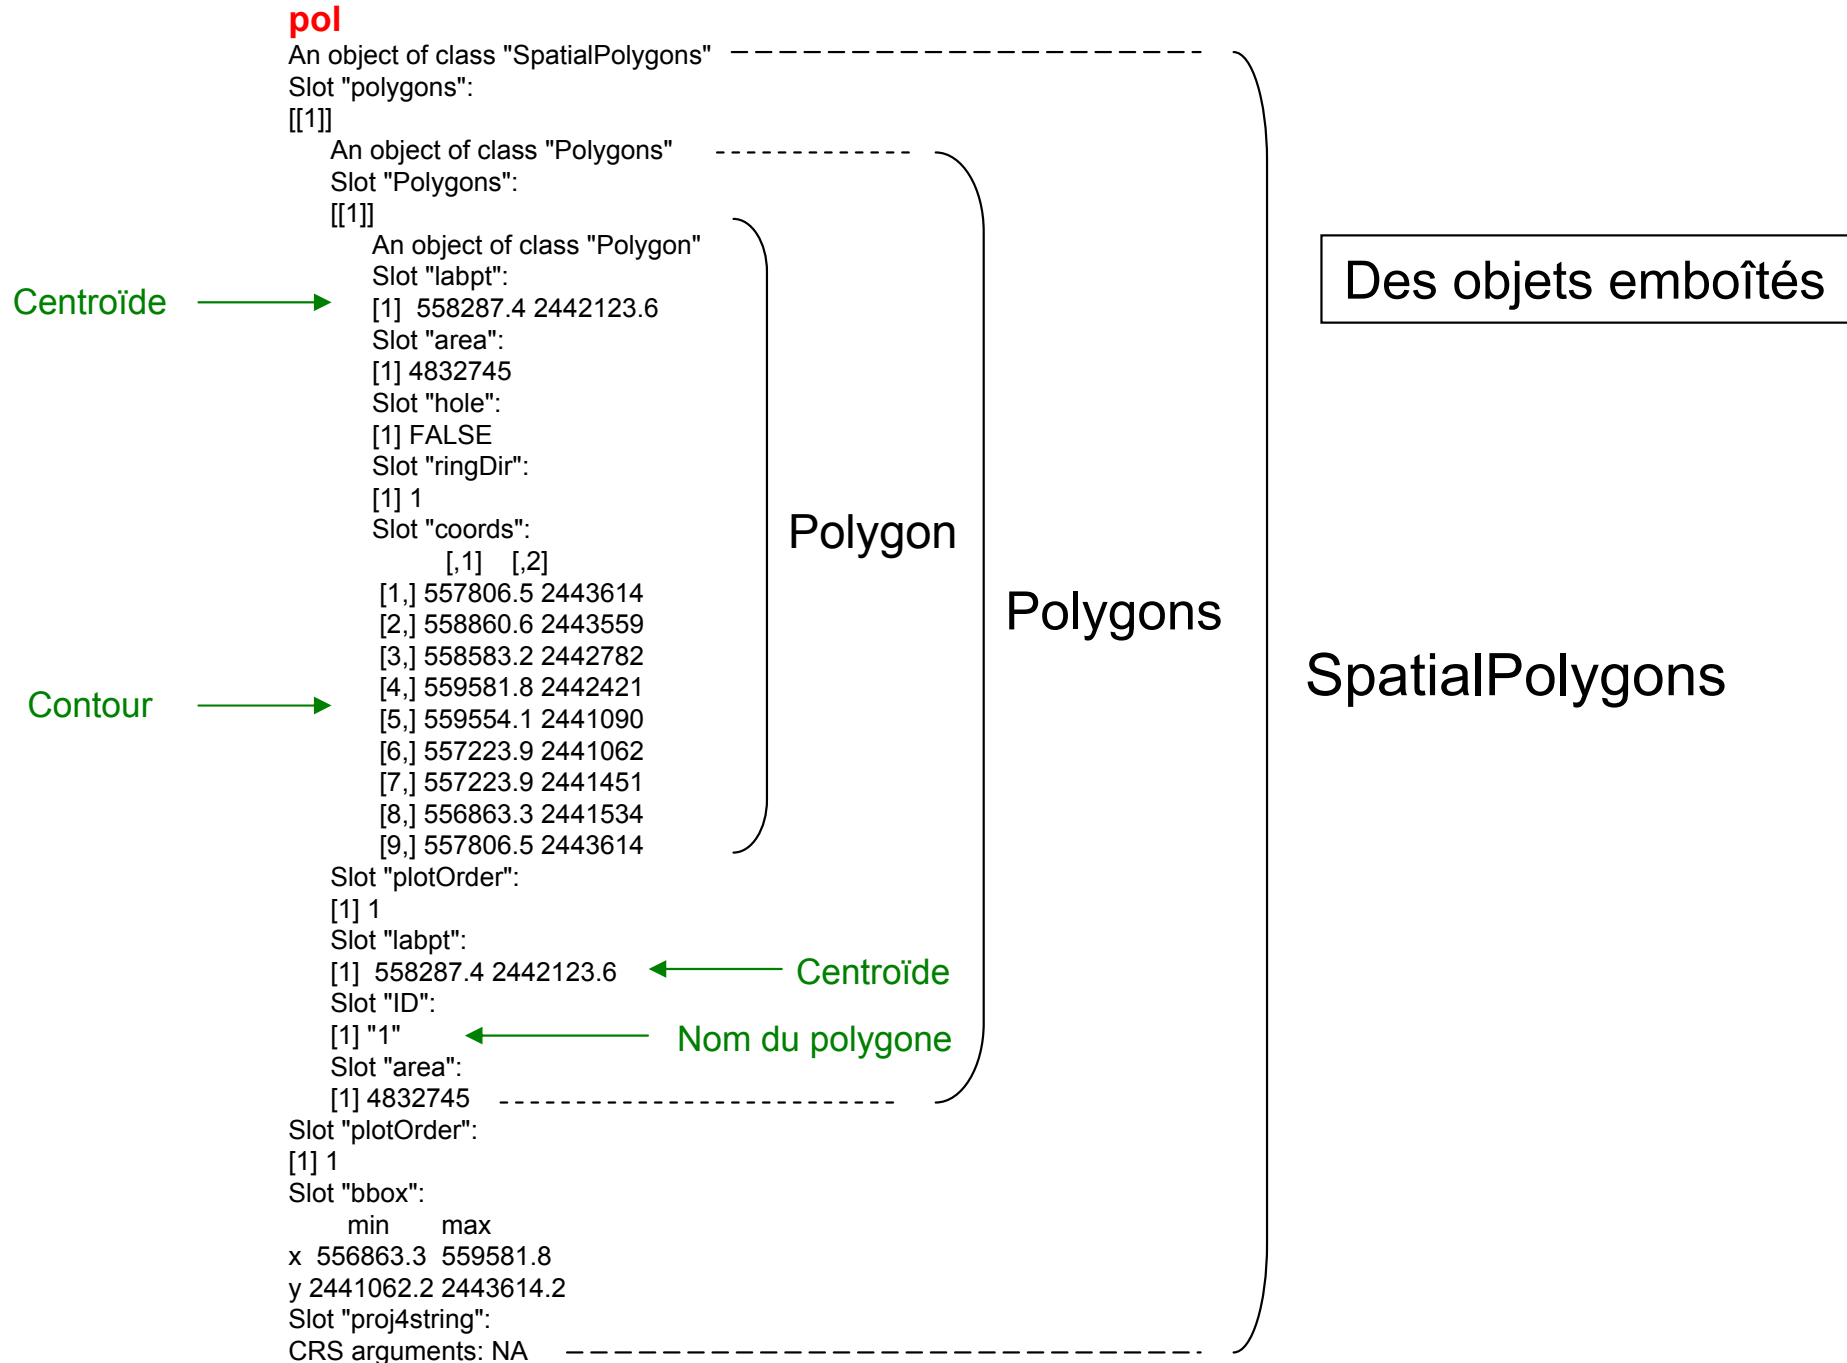 pol
An object of class "SpatialPolygons"
Slot "polygons":
[[1]]
An object of class "Polygons"
Slot "Polygons":
[[1]]
An object of class "Polygon"
Slot "labpt":
[1]  558287.4 2442123.6
Slot "area":
[1] 4832745
Slot "hole":
[1] FALSE
Slot "ringDir":
[1] 1
Slot "coords":
[,1]    [,2]
[1,] 557806.5 2443614
[2,] 558860.6 2443559
[3,] 558583.2 2442782
[4,] 559581.8 2442421
[5,] 559554.1 2441090
[6,] 557223.9 2441062
[7,] 557223.9 2441451
[8,] 556863.3 2441534
[9,] 557806.5 2443614
Slot "plotOrder":
[1] 1
Slot "labpt":
[1]  558287.4 2442123.6
Slot "ID":
[1] "1"
Slot "area":
[1] 4832745
Slot "plotOrder":
[1] 1
Slot "bbox":
min       max
x  556863.3  559581.8
y 2441062.2 2443614.2
Slot "proj4string":
CRS arguments: NA
Centroïde
Contour
Centroïde
Nom du polygone
Polygon
Polygons
SpatialPolygons
Des objets emboîtés